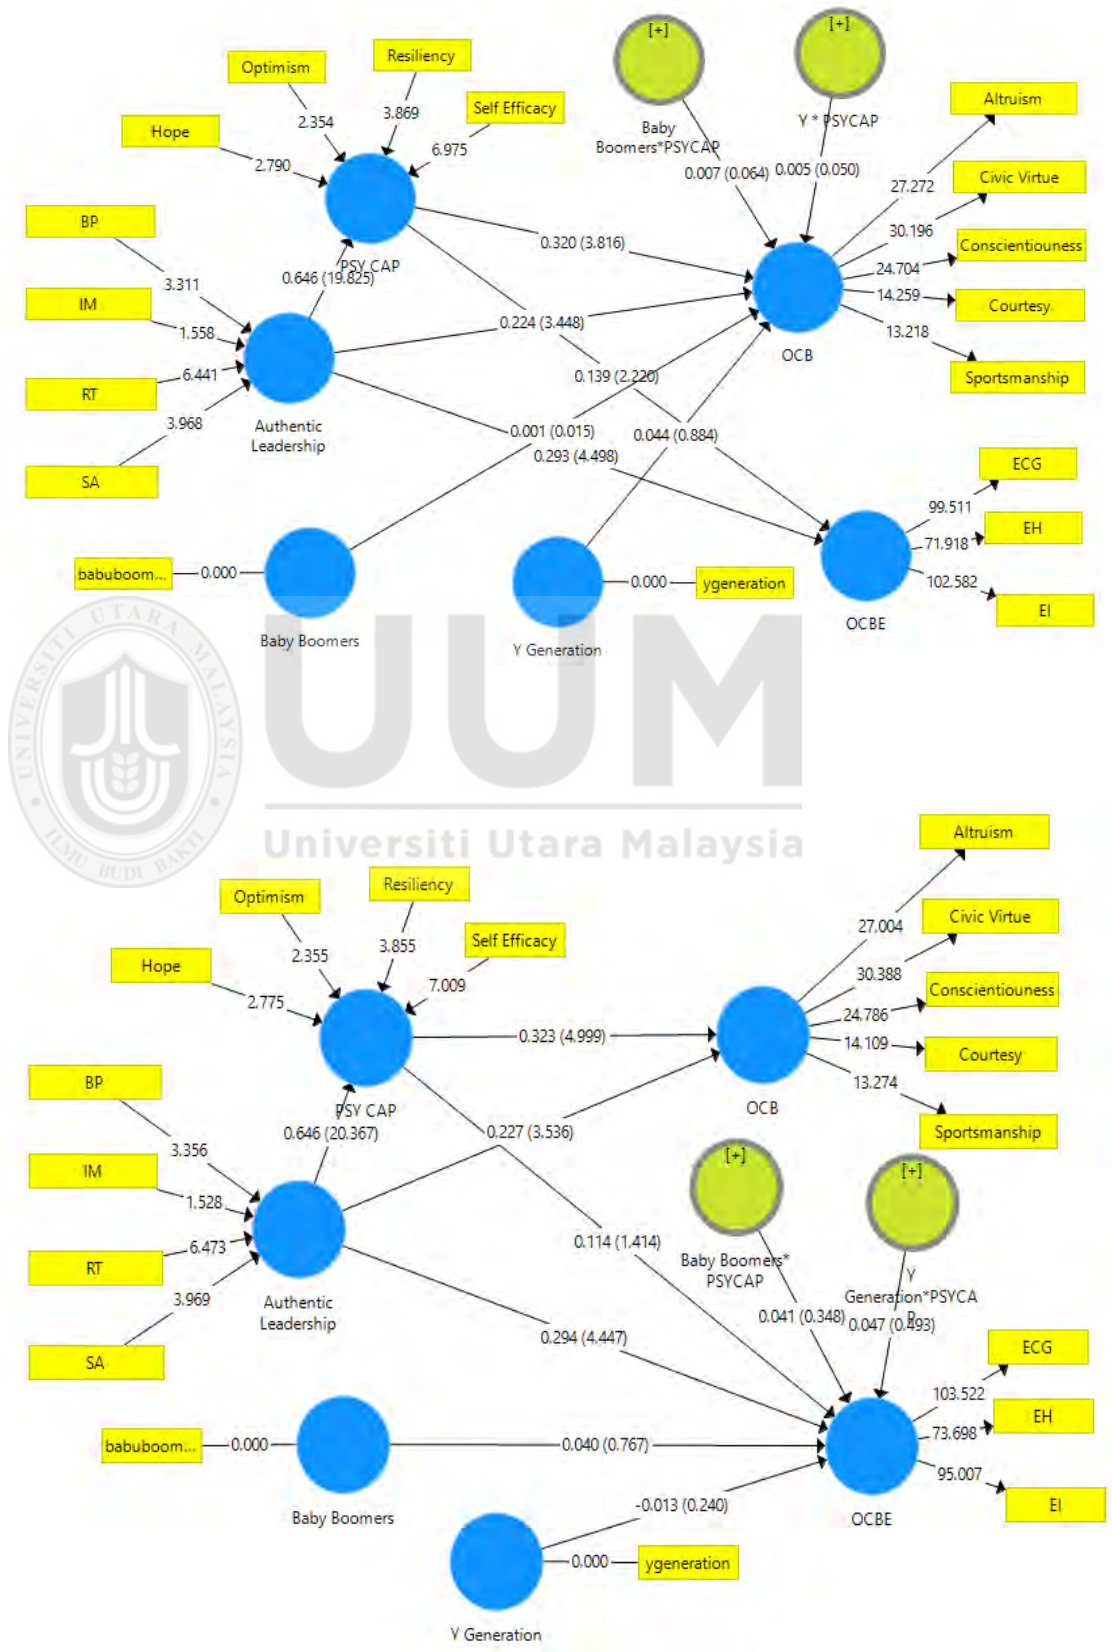 [+]
[+]
Resiliency
Optimism
Altruism
Self Efficacy
3.869
2.354
Hope
Baby
Boomers*PSYCAP
Y * PSYCAP
6.975
2.790
0.007 (0.064)
0.005 (0.050)
27.272
Civic Virtue
BP
30.196
0.320 (3.816)
Conscientiouness
PSY CAP
0.646 (19.825)
24.704
3.311
IM
14.259
Courtesy
1.558
0.224 (3.448)
13.218
OCB
6.441
0.139 (2.220)
Sportsmanship
RT
3.968
Authentic
Leadership
0.001 (0.015)
0.044 (0.884)
0.293 (4.498)
ECG
SA
99.511
EH
71.918
babuboom...
0.000
0.000
ygeneration
102.582
EI
OCBE
Baby Boomers
Y Generation
UNIVERSITI UTARA MALAYSIA
ILMU BUDI BAKTI
UUM
Universiti Utara Malaysia
Altruism
Resiliency
Optimism
Civic Virtue
27.004
Self Efficacy
3.855
2.355
Hope
30.388
7.009
Conscientiouness
2.775
24.786
0.323 (4.999)
14.109
Courtesy
BP
13.274
PSY CAP
OCB
0.646 (20.367)
0.227 (3.536)
Sportsmanship
3.356
[+]
[+]
IM
1.528
0.114 (1.414)
6.473
Baby Boomers*
PSYCAP
RT
Y
Generation*PSYCA
P
3.969
Authentic
Leadership
0.041 (0.348)
0.047 (0.493)
0.294 (4.447)
ECG
SA
103.522
EH
73.698
babuboom...
0.000
0.040 (0.767)
95.007
EI
-0.013 (0.240)
Baby Boomers
OCBE
0.000
ygeneration
Y Generation